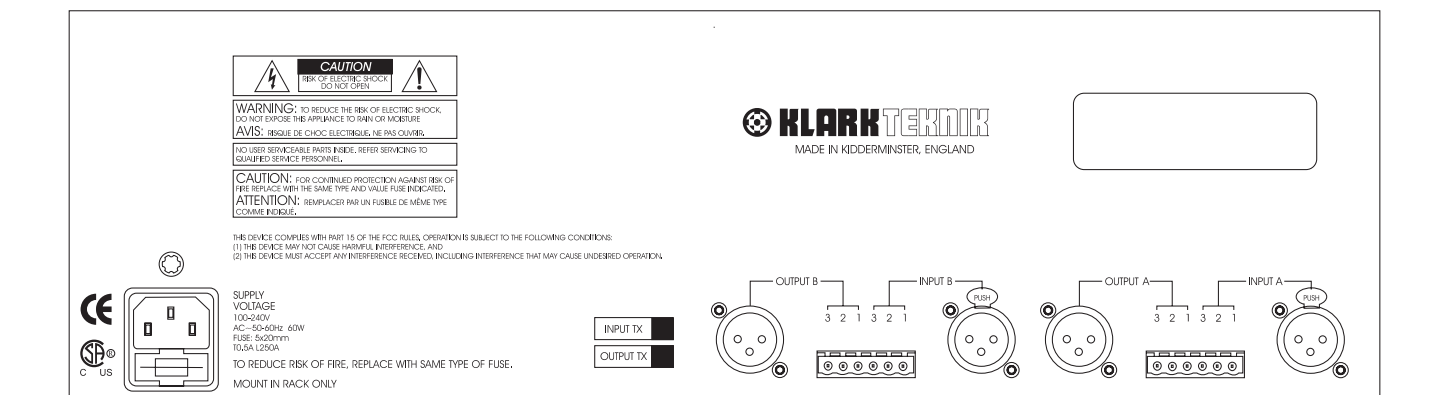 CAUTION
RISK OF ELECTRIC SHOCK
DO NOT OPEN
WARNING: TO REDUCE THE RISK OF ELECTRIC SHOCK,
DO NOT EXPOSE THIS APPLIANCE TO RAIN OR MOISTURE
AVIS: RISQUE DE CHOC ELECTRIQUE. NE PAS OUVRIR.
NO USER SERVICEABLE PARTS INSIDE. REFER SERVICING TO
QUALIFIED SERVICE PERSONNEL.
CAUTION: FOR CONTINUED PROTECTION AGAINST RISK OF
FIRE REPLACE WITH THE SAME TYPE AND VALUE FUSE INDICATED.
ATTENTION: REMPLACER PAR UN FUSIBLE DE MÊME TYPE
COMME INDIQUÉ.
THIS DEVICE COMPLIES WITH PART 15 OF THE FCC RULES, OPERATION IS SUBJECT TO THE FOLLOWING CONDITIONS:
(1) THIS DEVICE MAY NOT CAUSE HARMFUL INTERFERENCE, AND
(2) THIS DEVICE MUST ACCEPT ANY INTERFERENCE RECEIVED, INCLUDING INTERFERENCE THAT MAY CAUSE UNDESIRED OPERATION.
KLARK TEKNIK
MADE IN KIDDERMINSTER, ENGLAND
CE
SA ®
C US
SUPPLY
VOLTAGE
100-240V
AC~50-60Hz 60W
FUSE: 5x20mm
T0.5A L250A
TO REDUCE RISK OF FIRE, REPLACE WITH SAME TYPE OF FUSE.
MOUNT IN RACK ONLY
INPUT TX
OUTPUT TX
OUTPUT B
INPUT B
PUSH
3 2 1 3 2 1
OUTPUT A
INPUT A
PUSH
3 2 1 3 2 1